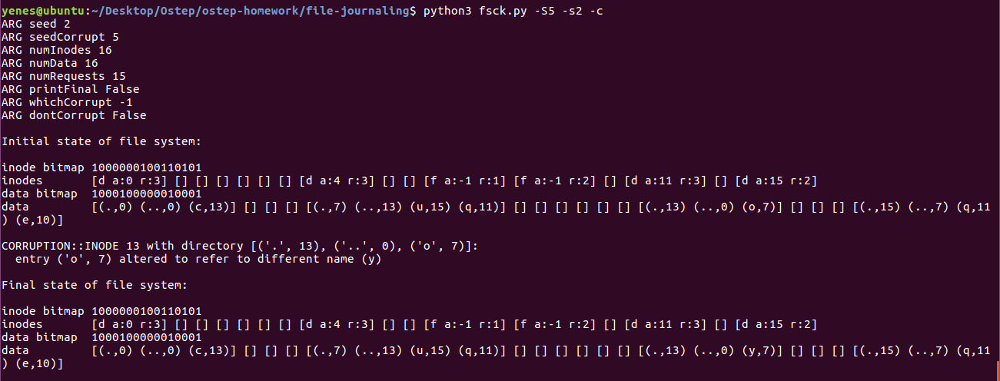 yenes@ubuntu:~/Desktop/Ostep/ostep-homework/file-journaling$ python3 fsck.py -S5 -s2 -c
ARG seed 2
ARG seedCorrupt 5
ARG numInodes 16
ARG numData 16
ARG numRequests 15
ARG printFinal False
ARG whichCorrupt -1
ARG dontCorrupt False
Initial state of file system:
inode bitmap 1000000100110101
inodes       [d a:0 r:3] [] [] [] [] [] [] [d a:4 r:3] [] [] [f a:-1 r:1] [f a:-1 r:2] [] [d a:11 r:3] [] [d a:15 r:2]
data bitmap  1000100000010001
data         [(.,0) (..,0) (c,13)] [] [] [] [(.,7) (..,13) (u,15) (q,11)] [] [] [] [] [] [] [(.,13) (..,0) (o,7)] [] [] [] [(.,15) (..,7) (q,11
) (e,10)]
CORRUPTION::INODE 13 with directory [('.', 13), ('..', 0), ('o', 7)]:
  entry ('o', 7) altered to refer to different name (y)
Final state of file system:
inode bitmap 1000000100110101
inodes       [d a:0 r:3] [] [] [] [] [] [] [d a:4 r:3] [] [] [f a:-1 r:1] [f a:-1 r:2] [] [d a:11 r:3] [] [d a:15 r:2]
data bitmap  1000100000010001
data         [(.,0) (..,0) (c,13)] [] [] [] [(.,7) (..,13) (u,15) (q,11)] [] [] [] [] [] [] [(.,13) (..,0) (y,7)] [] [] [] [(.,15) (..,7) (q,11
) (e,10)]